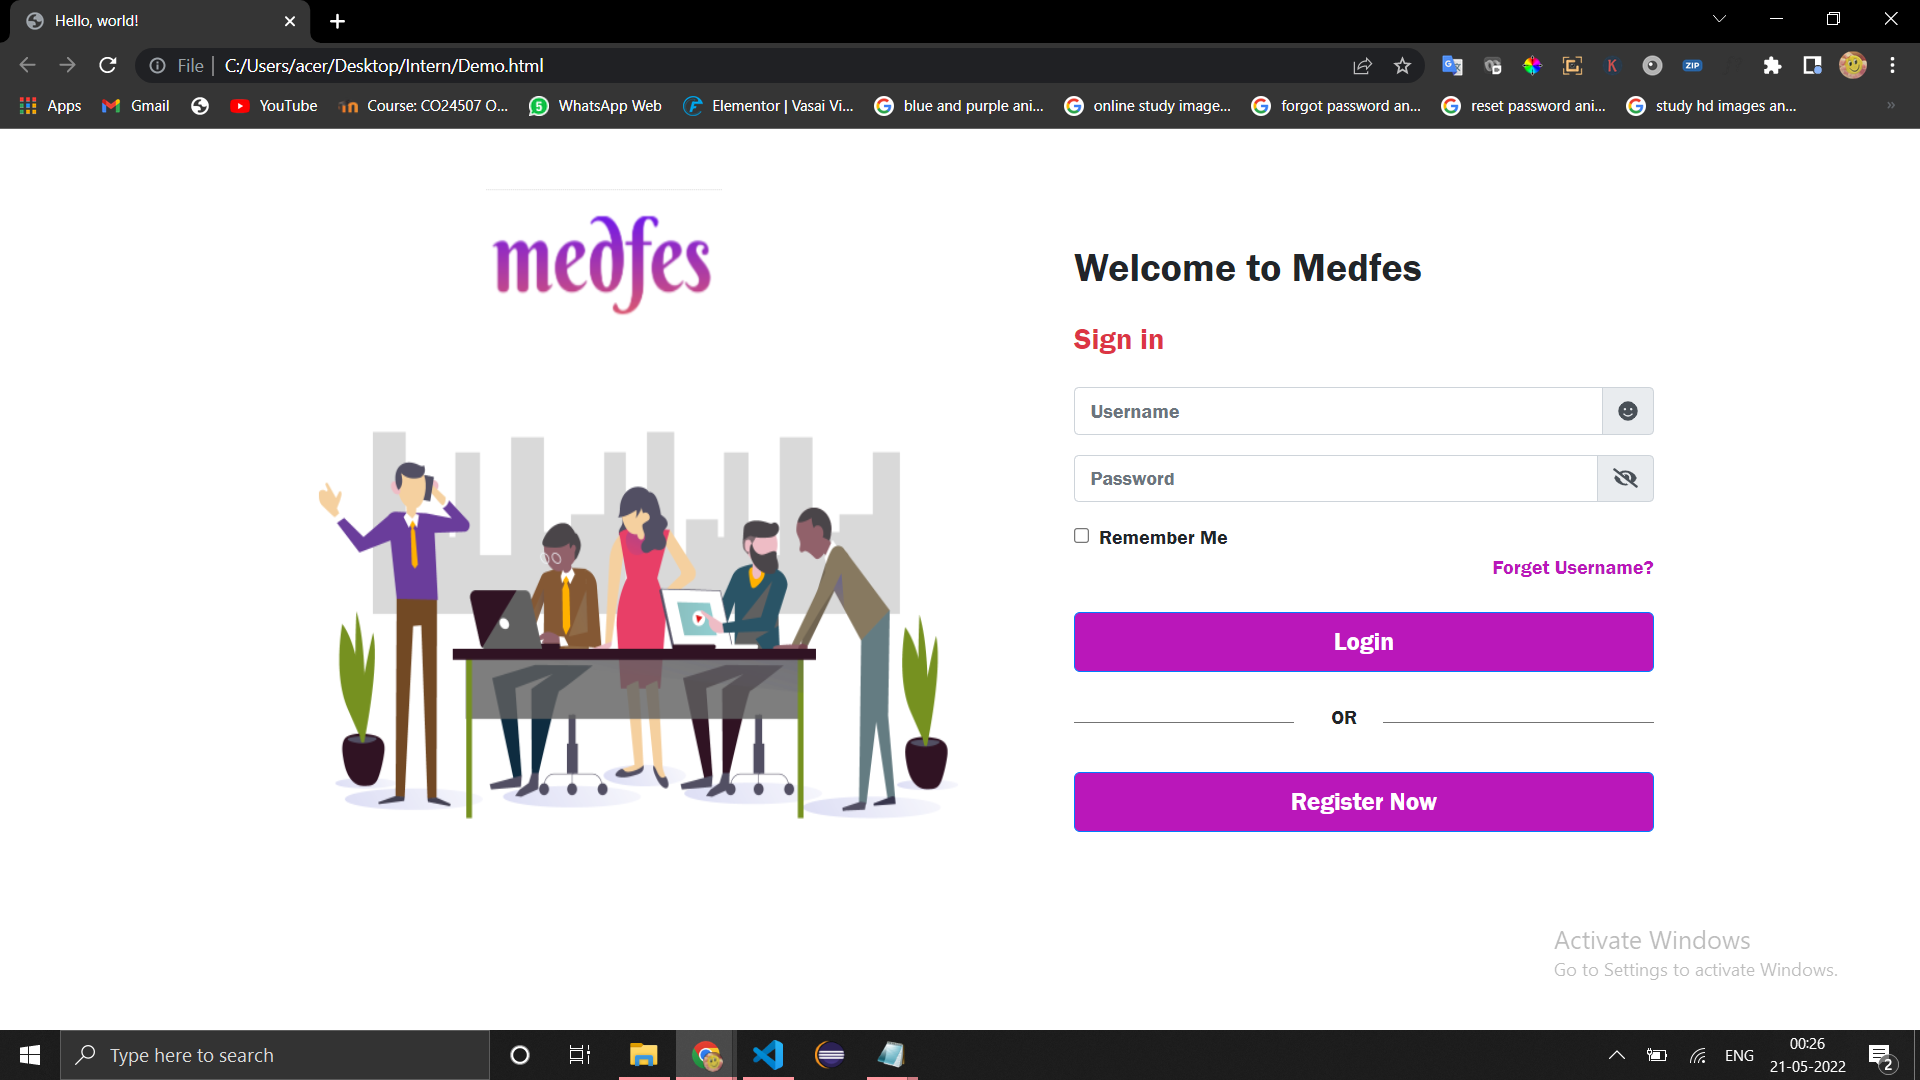 Hello, world!
File
C:/Users/acer/Desktop/Intern/Demo.html
Apps
Gmail
YouTube
Course: CO24507 O...
WhatsApp Web
Elementor | Vasai Vi...
blue and purple ani...
online study image...
forgot password an...
reset password ani...
study hd images an...
medfes
Welcome to Medfes
Sign in
Username
Password
Remember Me
Forget Username?
Login
OR
Register Now
Activate Windows
Go to Settings to activate Windows.
Type here to search
ENG
00:26
21-05-2022
2